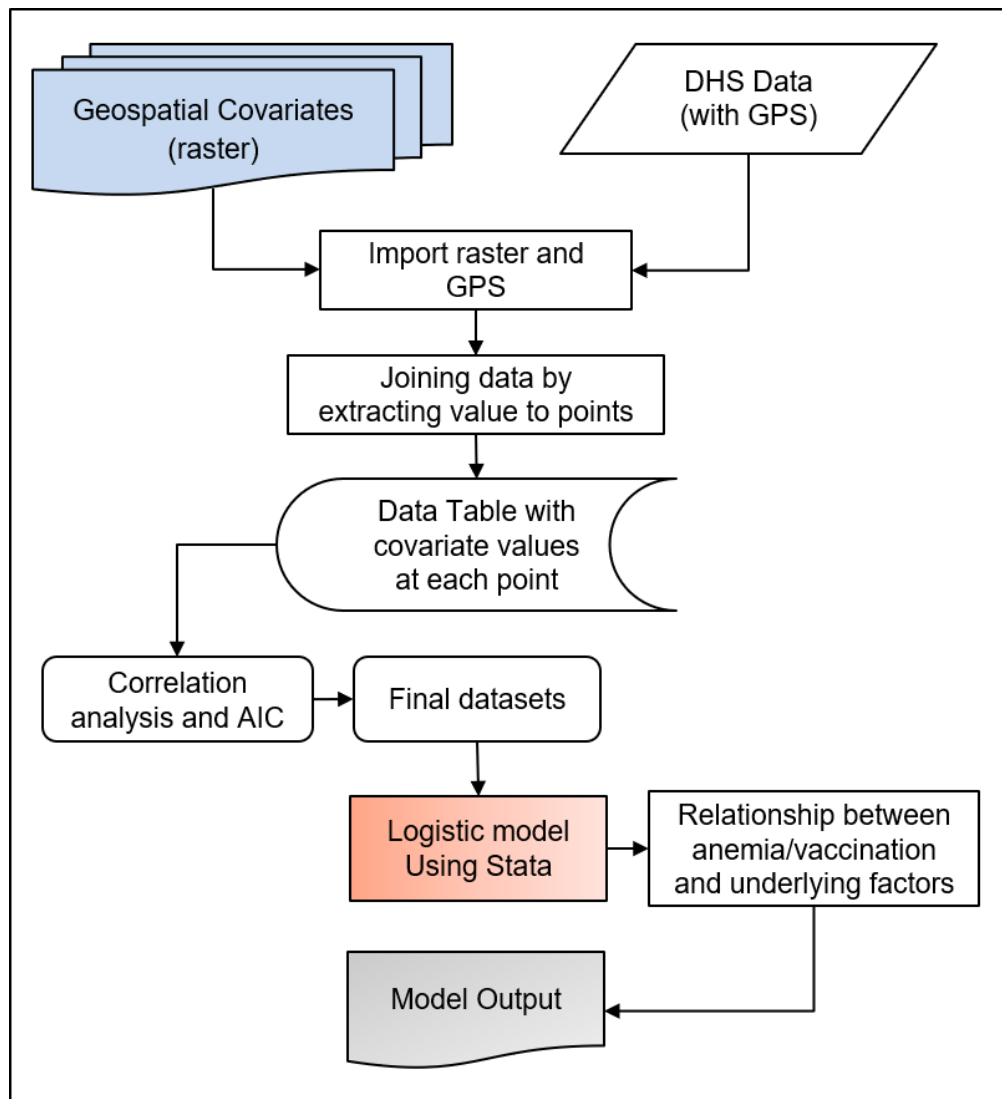 Geospatial Covariates
(raster)
DHS Data
(with GPS)
Import raster and
GPS
Joining data by
extracting value to points
Data Table with
covariate values
at each point
Correlation
analysis and AIC
Final datasets
Logistic model
Using Stata
Relationship between
anemia/vaccination
and underlying factors
Model Output